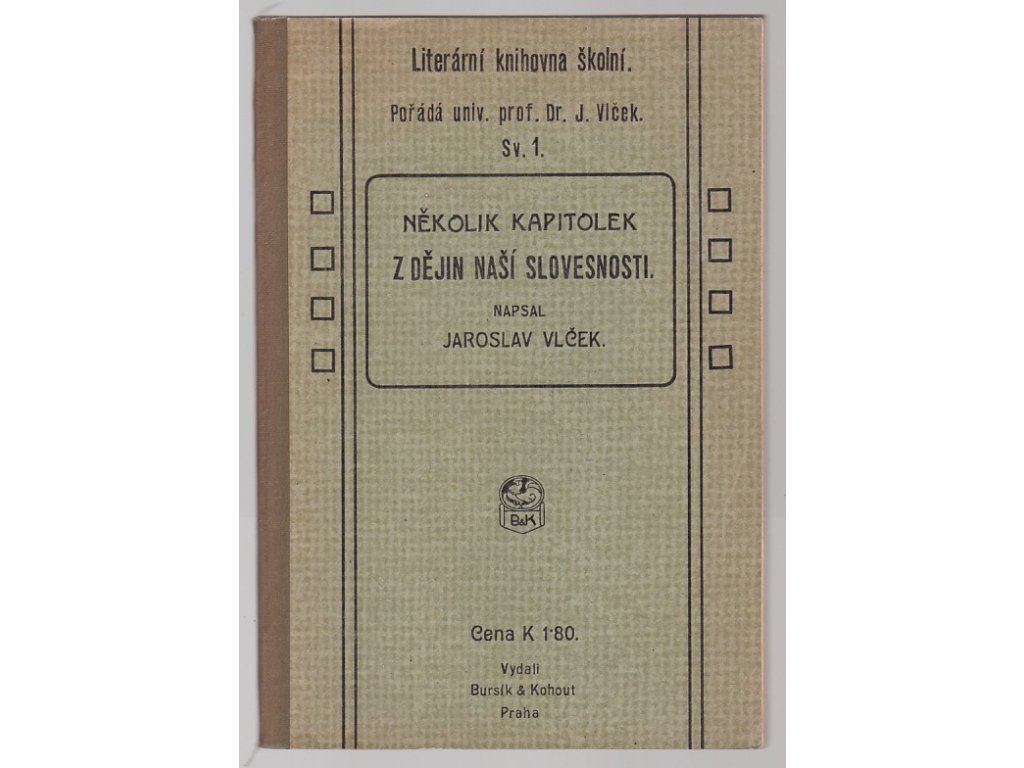 Literární knihovna školní.
Pořádá univ. prof. Dr. J. Vlček.
Sv. 1.
NĚKOLIK KAPITOLEK
Z DĚJIN NAŠÍ SLOVESNOSTI.
NAPSAL
JAROSLAV VLČEK.
B&K
Cena K 1·80.
Vydali
Bursík & Kohout
Praha